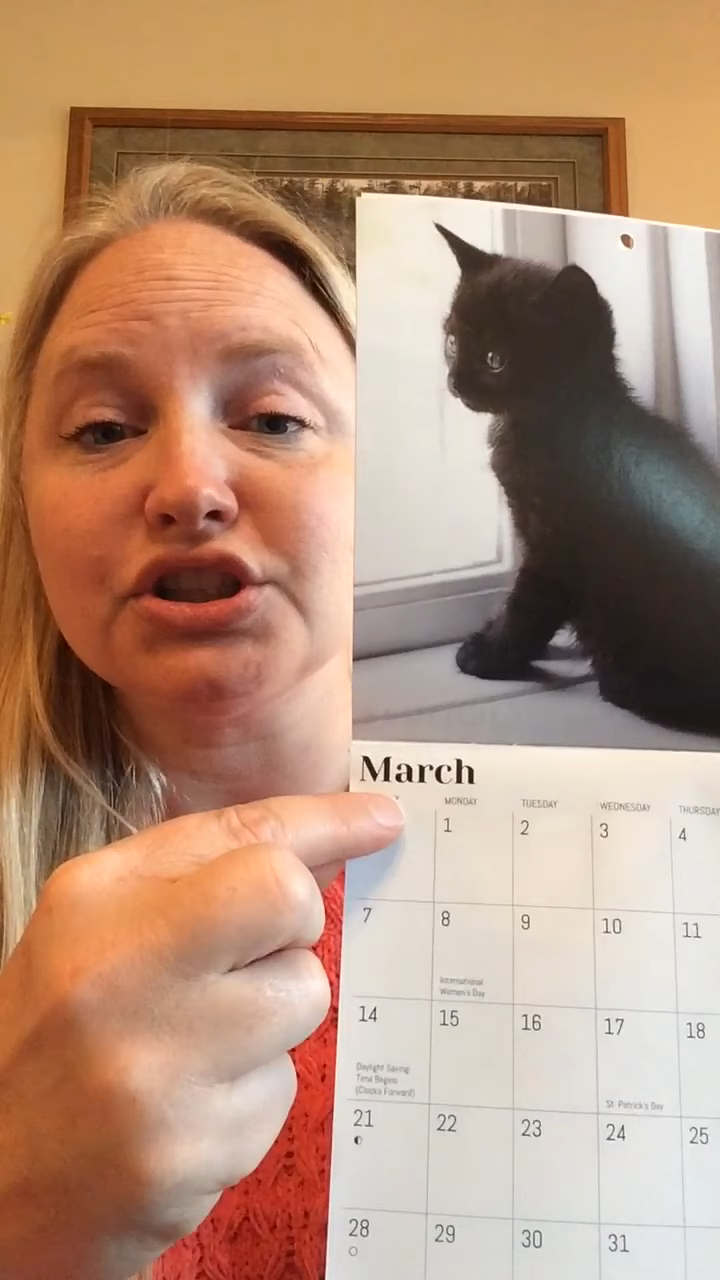 March
MONDAY TUESDAY WEDNESDAY THURSDAY
1 2 3 4
7 8 9 10 11
International
Women's Day
14 15 16 17 18
Daylight Saving
Time Begins
(Clocks Forward)
St. Patrick's Day
21 22 23 24 25
28 29 30 31